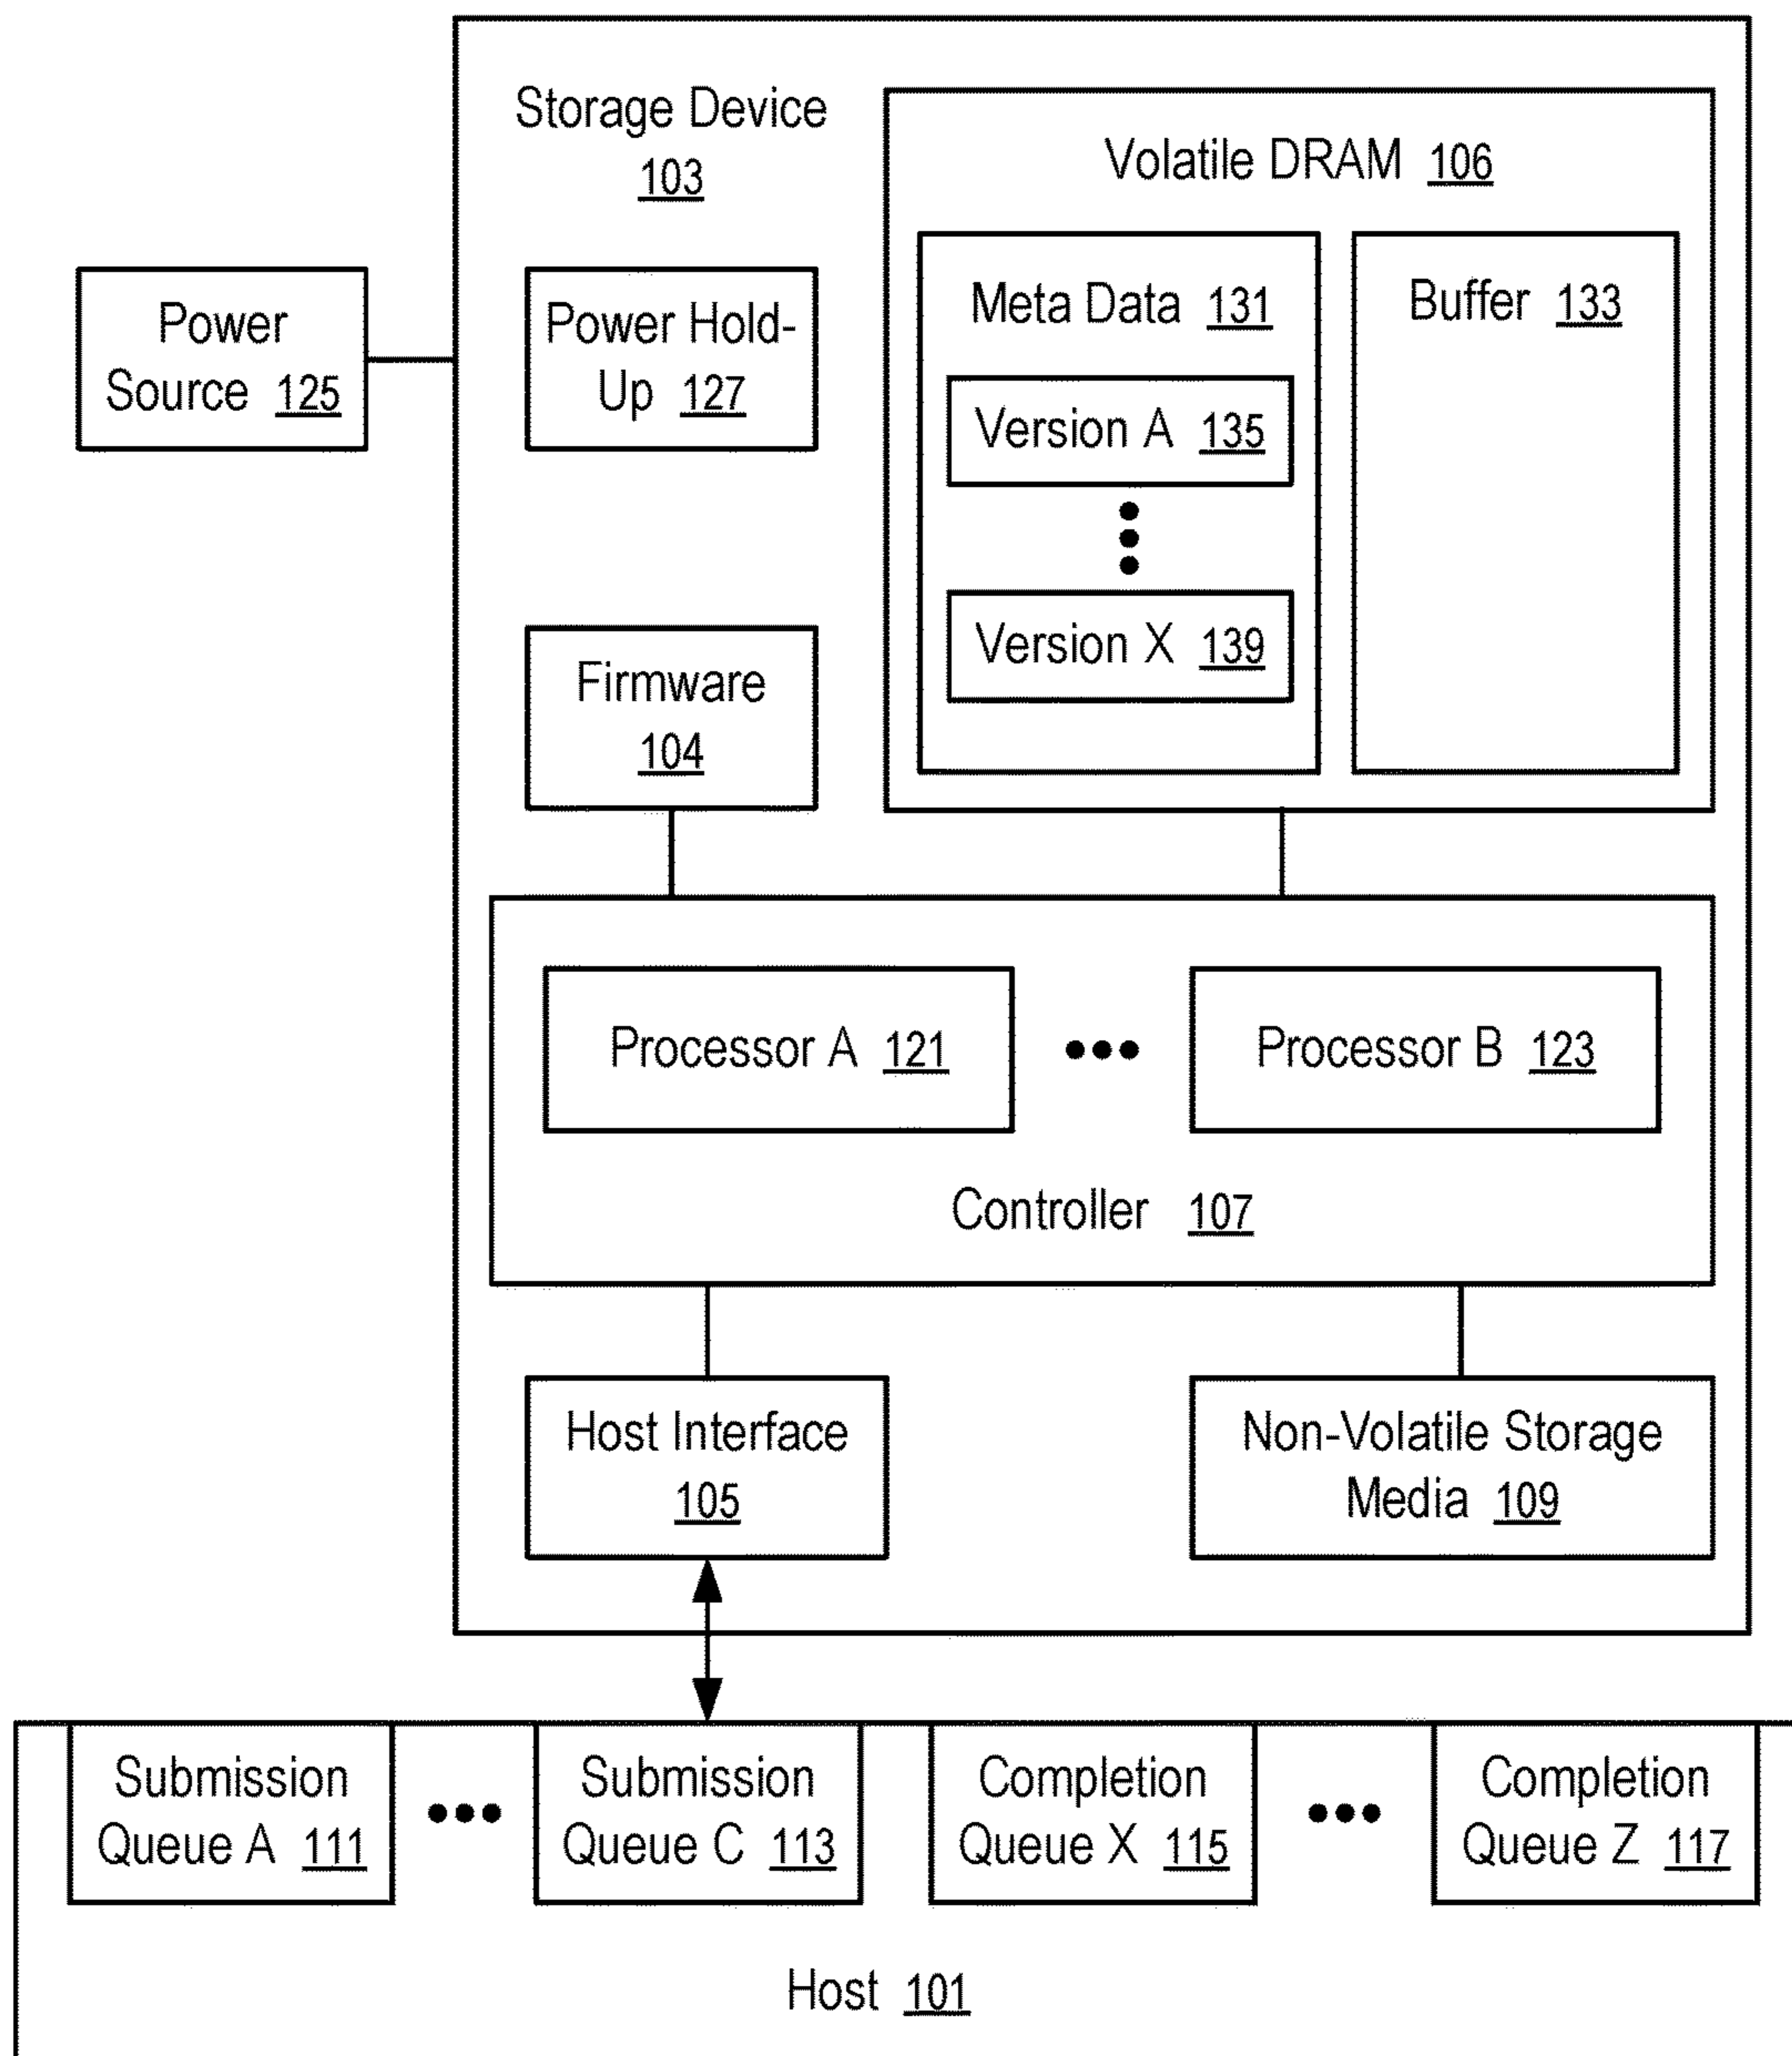 Storage Device
103
Volatile DRAM 106
Power
Source 125
Power Hold-
Up 127
Meta Data 131
Buffer 133
Version A 135
Version X 139
Firmware
104
Processor A 121
Processor B 123
Controller 107
Host Interface
105
Non-Volatile Storage
Media 109
Submission
Queue A 111
Submission
Queue C 113
Completion
Queue X 115
Completion
Queue Z 117
Host 101